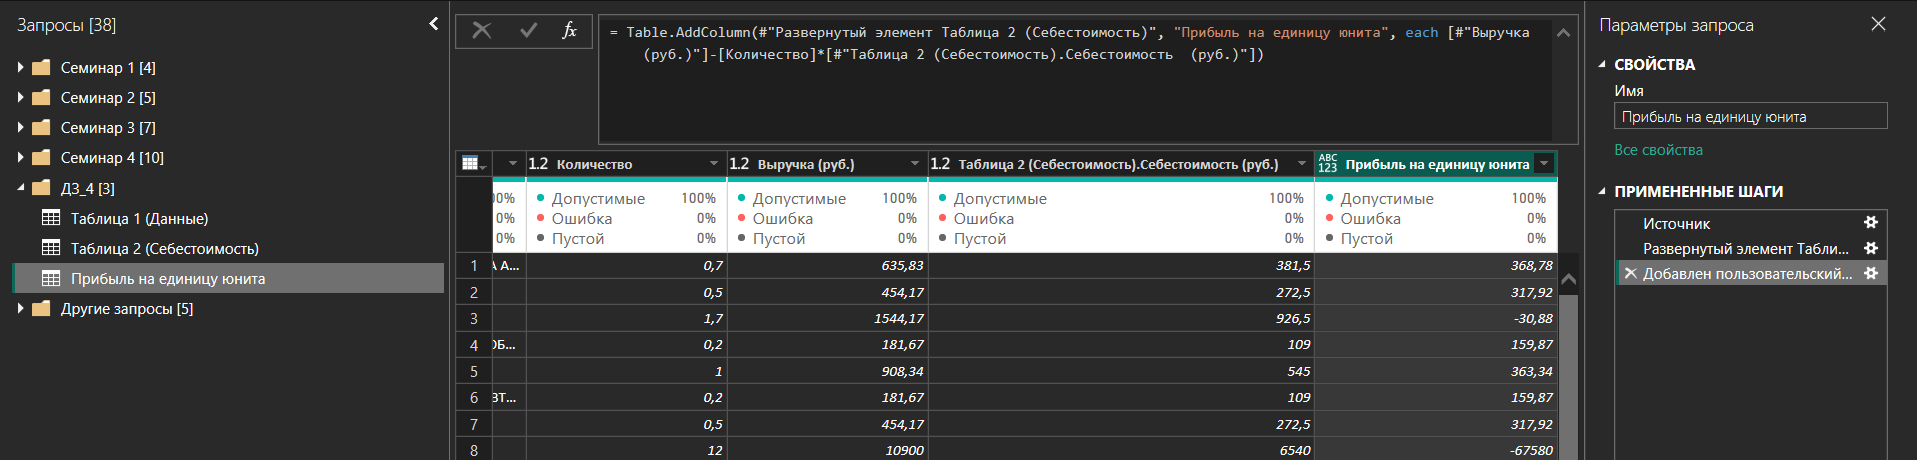 Запросы [38]
Семинар 1 [4]
Семинар 2 [5]
Семинар 3 [7]
Семинар 4 [10]
ДЗ_4 [3]
Таблица 1 (Данные)
Таблица 2 (Себестоимость)
Прибыль на единицу юнита
Другие запросы [5]
fx
= Table.AddColumn(#"Развернутый элемент Таблица 2 (Себестоимость)", "Прибыль на единицу юнита", each [#"Выручка
(руб.)"]-[Количество]*[#"Таблица 2 (Себестоимость).Себестоимость  (руб.)"])
1.2 Количество 1.2 Выручка (руб.) 1.2 Таблица 2 (Себестоимость).Себестоимость (руб.) ABC 123 Прибыль на единицу юнита
00% Допустимые 100% Допустимые 100% Допустимые 100% Допустимые 100%
0% Ошибка 0% Ошибка 0% Ошибка 0% Ошибка 0%
0% Пустой 0% Пустой 0% Пустой 0% Пустой 0%
1 А А... 0,7 635,83 381,5 368,78
2 0,5 454,17 272,5 317,92
3 1,7 1544,17 926,5 -30,88
4 ОБ... 0,2 181,67 109 159,87
5 1 908,34 545 363,34
6 ВТ... 0,2 181,67 109 159,87
7 0,5 454,17 272,5 317,92
8 12 10900 6540 -67580
Параметры запроса
СВОЙСТВА
Имя
Прибыль на единицу юнита
Все свойства
ПРИМЕНЕННЫЕ ШАГИ
Источник
Развернутый элемент Табли...
Добавлен пользовательский...